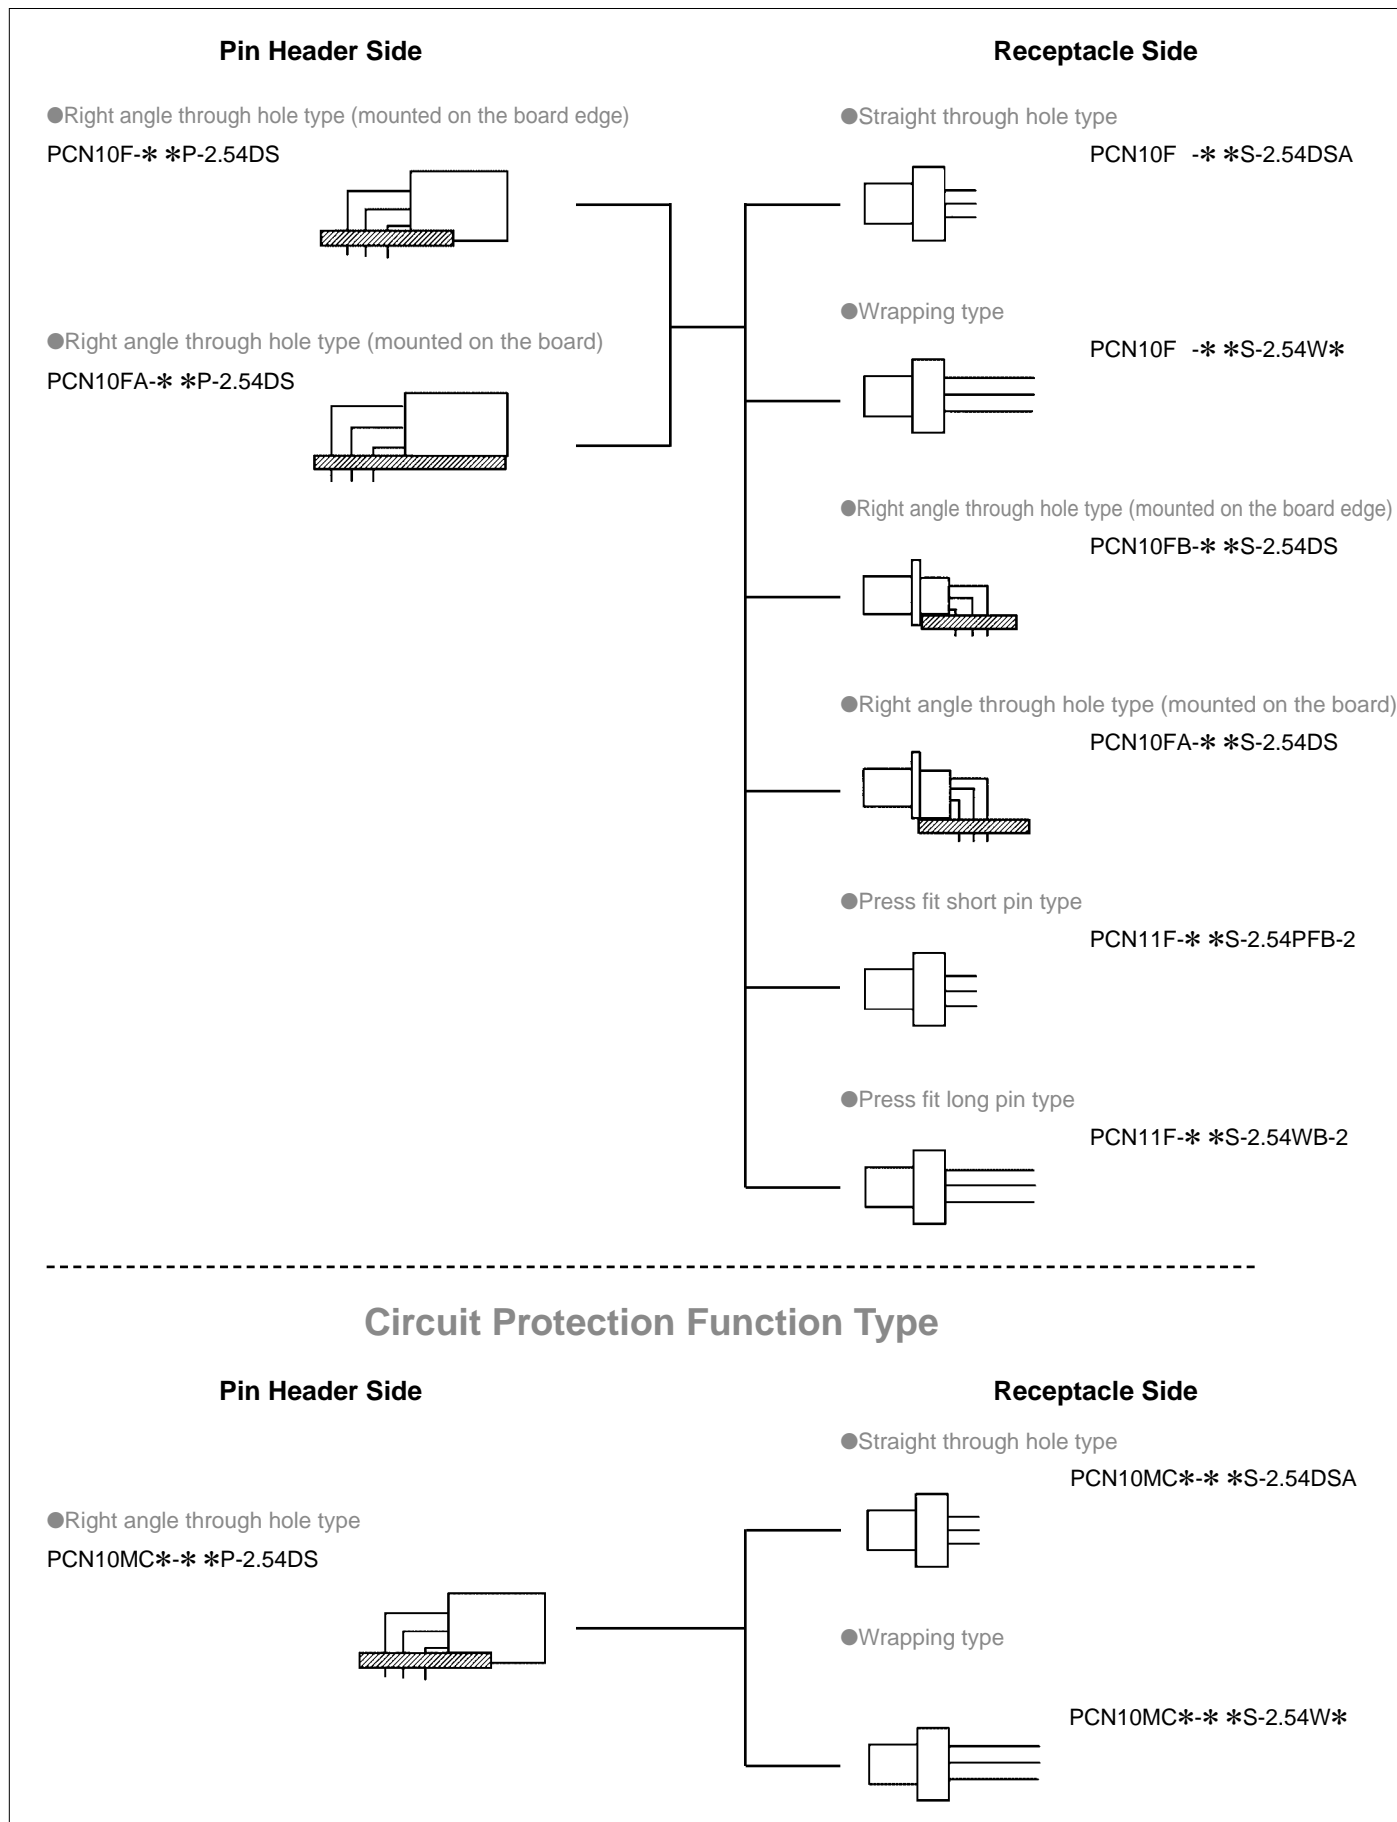 Pin Header Side
●Right angle through hole type (mounted on the board edge)
PCN10F-* *P-2.54DS
●Right angle through hole type (mounted on the board)
PCN10FA-* *P-2.54DS
Receptacle Side
●Straight through hole type
PCN10F -* *S-2.54DSA
●Wrapping type
PCN10F -* *S-2.54W*
●Right angle through hole type (mounted on the board edge)
PCN10FB-* *S-2.54DS
●Right angle through hole type (mounted on the board)
PCN10FA-* *S-2.54DS
●Press fit short pin type
PCN11F-* *S-2.54PFB-2
●Press fit long pin type
PCN11F-* *S-2.54WB-2
Circuit Protection Function Type
Pin Header Side
●Right angle through hole type
PCN10MC*-* *P-2.54DS
Receptacle Side
●Straight through hole type
PCN10MC*-* *S-2.54DSA
●Wrapping type
PCN10MC*-* *S-2.54W*